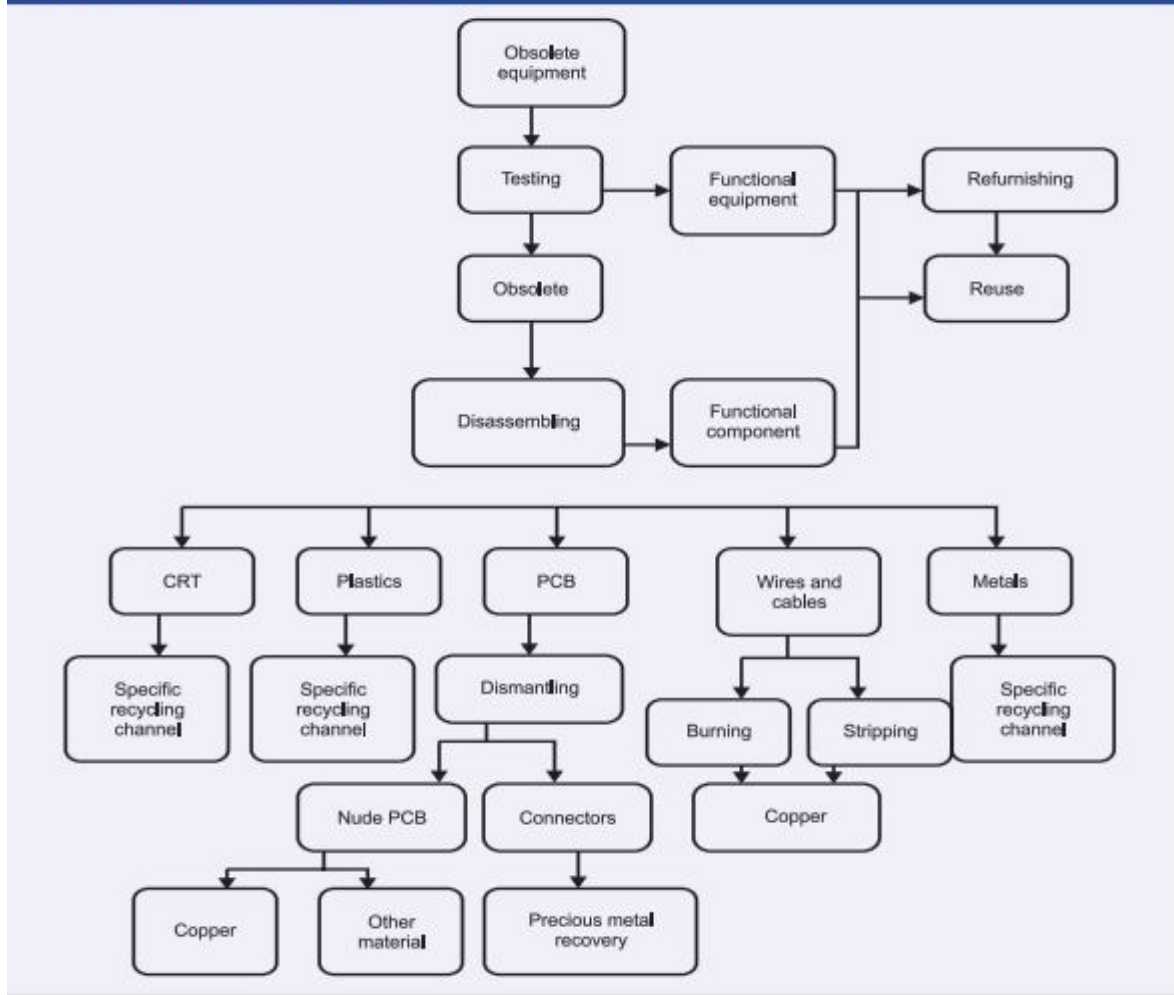 Obsolete
equipment
Testing
Functional
equipment
Refurnishing
Obsolete
Reuse
Disassembling
Functional
component
CRT
Plastics
PCB
Wires and
cables
Metals
Specific
recycling
channel
Specific
recycling
channel
Dismantling
Burning
Stripping
Specific
recycling
channel
Nude PCB
Connectors
Copper
Copper
Other
material
Precious metal
recovery